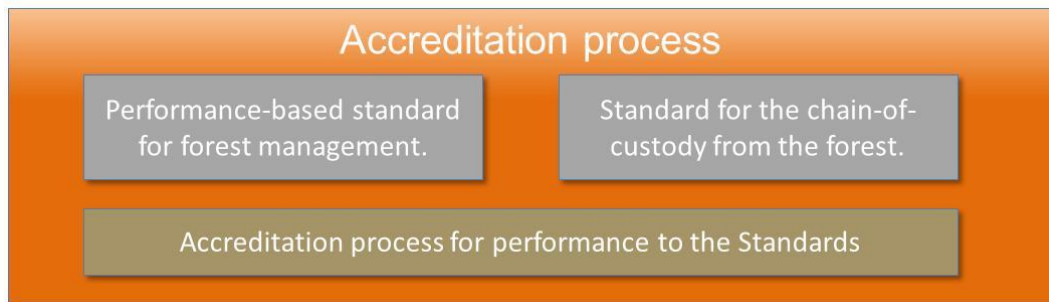 Accreditation process
Performance-based standard
for forest management.
Standard for the chain-of-
custody from the forest.
Accreditation process for performance to the Standards